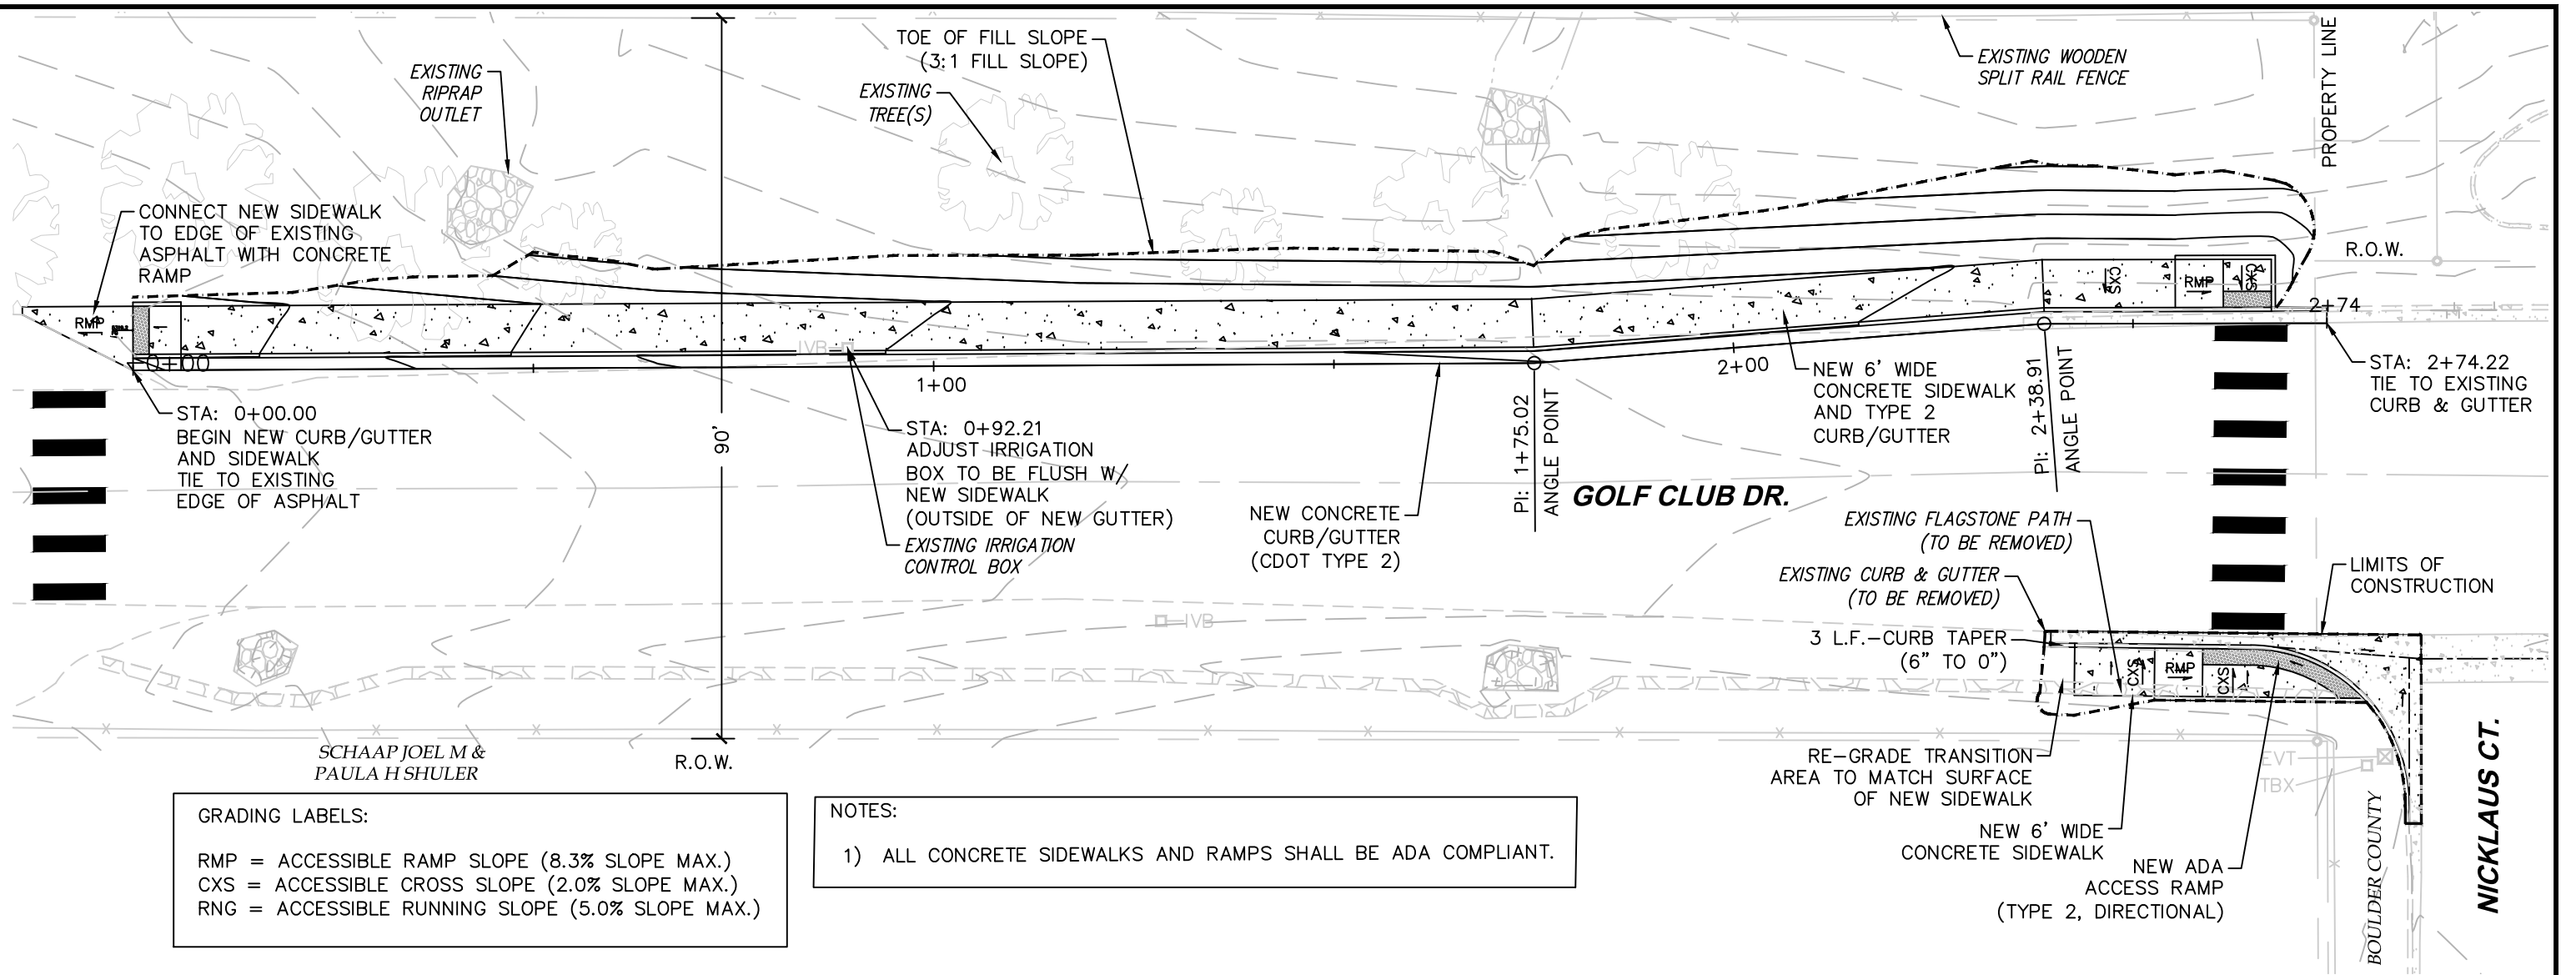 TOE OF FILL SLOPE
(3:1 FILL SLOPE)
EXISTING
RIPRAP
OUTLET
EXISTING
TREE(S)
EXISTING WOODEN
SPLIT RAIL FENCE
PROPERTY LINE
R.O.W.
CONNECT NEW SIDEWALK
TO EDGE OF EXISTING
ASPHALT WITH CONCRETE
RAMP
RMP
CXS
RMP
CXS
0+00
IVB
1+00
2+00
2+74
STA: 0+00.00
BEGIN NEW CURB/GUTTER
AND SIDEWALK
TIE TO EXISTING
EDGE OF ASPHALT
90'
STA: 0+92.21
ADJUST IRRIGATION
BOX TO BE FLUSH W/
NEW SIDEWALK
(OUTSIDE OF NEW GUTTER)
EXISTING IRRIGATION
CONTROL BOX
NEW CONCRETE
CURB/GUTTER
(CDOT TYPE 2)
PI: 1+75.02
ANGLE POINT
GOLF CLUB DR.
NEW 6' WIDE
CONCRETE SIDEWALK
AND TYPE 2
CURB/GUTTER
PI: 2+38.91
ANGLE POINT
STA: 2+74.22
TIE TO EXISTING
CURB & GUTTER
EXISTING FLAGSTONE PATH
(TO BE REMOVED)
EXISTING CURB & GUTTER
(TO BE REMOVED)
LIMITS OF
CONSTRUCTION
3 L.F.-CURB TAPER
(6" TO 0")
IVB
CXS
RMP
CXS
RE-GRADE TRANSITION
AREA TO MATCH SURFACE
OF NEW SIDEWALK
NEW 6' WIDE
CONCRETE SIDEWALK
NEW ADA
ACCESS RAMP
(TYPE 2, DIRECTIONAL)
EVT
TBX
BOULDER COUNTY
NICKLAUS CT.
SCHAAP JOEL M &
PAULA H SHULER
R.O.W.
GRADING LABELS:
RMP = ACCESSIBLE RAMP SLOPE (8.3% SLOPE MAX.)
CXS = ACCESSIBLE CROSS SLOPE (2.0% SLOPE MAX.)
RNG = ACCESSIBLE RUNNING SLOPE (5.0% SLOPE MAX.)
NOTES:
1) ALL CONCRETE SIDEWALKS AND RAMPS SHALL BE ADA COMPLIANT.